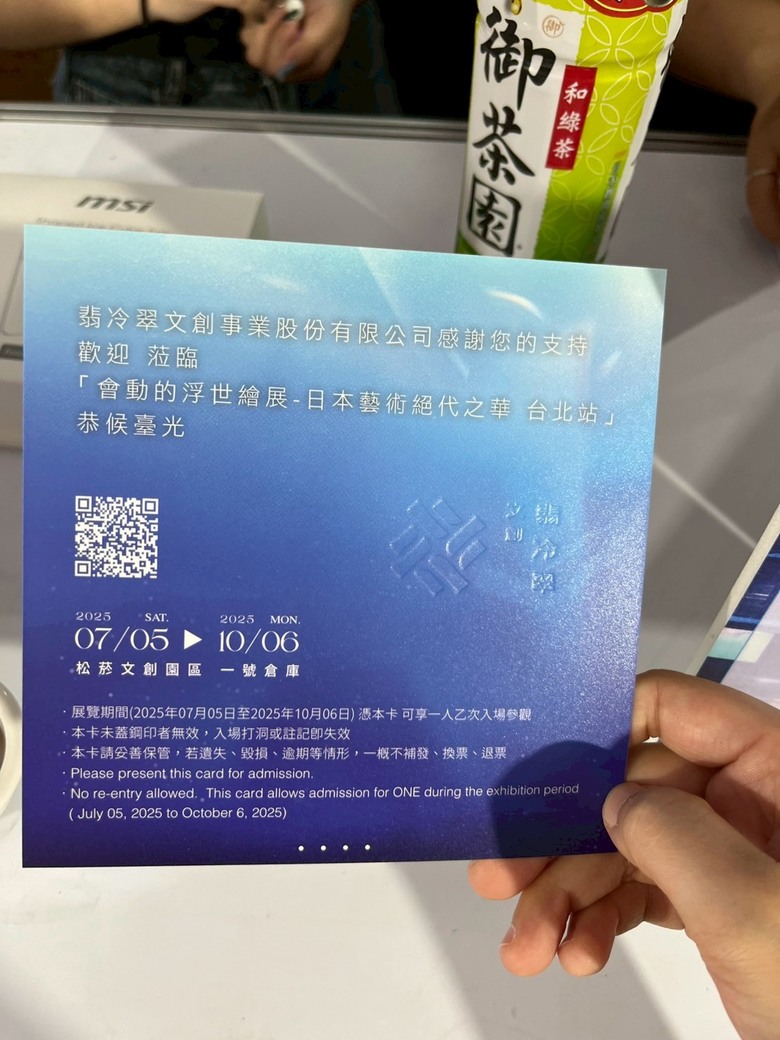 御茶園
和綠茶
msi
翡冷翠文創事業股份有限公司感謝您的支持
歡迎 蒞臨
「會動的浮世繪展-日本藝術絕代之華 台北站」
恭候臺光
翡冷翠
文創
2025 SAT. 2025 MON.
07/05 ▶ 10/06
松菸文創園區 一號倉庫
· 展覽期間(2025年07月05日至2025年10月06日) 憑本卡 可享一人乙次入場參觀
· 本卡未蓋鋼印者無效，入場打洞或註記即失效
· 本卡請妥善保管，若遺失、毀損、逾期等情形，一概不補發、換票、退票
· Please present this card for admission.
· No re-entry allowed. This card allows admission for ONE during the exhibition period
( July 05, 2025 to October 6, 2025)